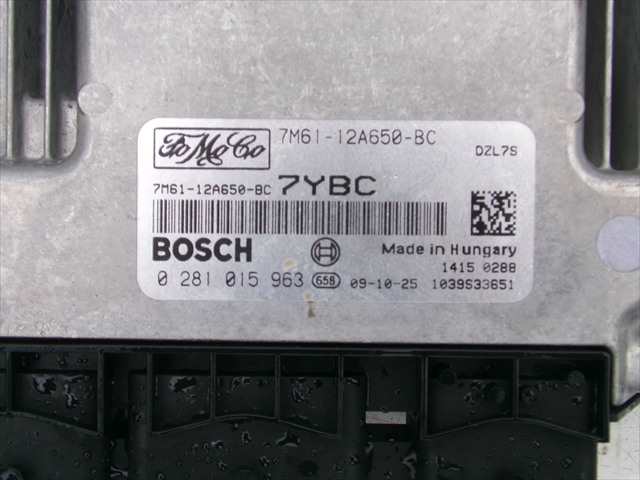 FoMoCo 7M61-12A650-BC
DZL7S
7M61-12A650-BC 7YBC
BOSCH Made in Hungary
1415 0288
0 281 015 963 65B 09-10-25 1039S33651